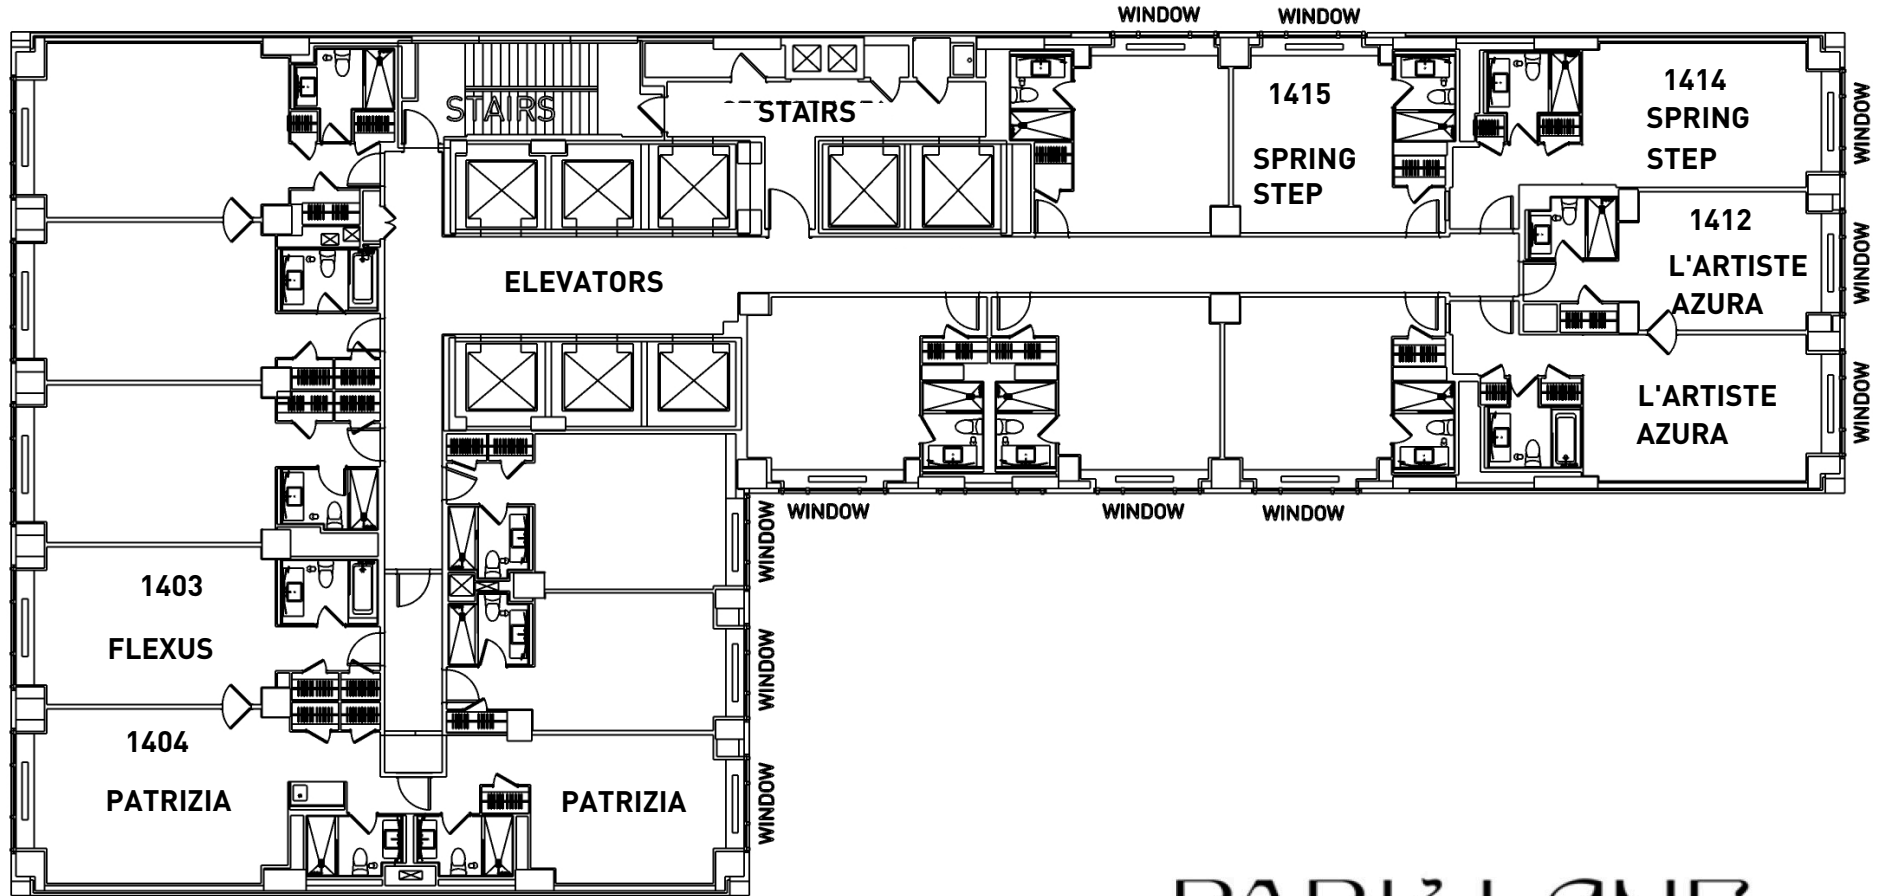 WINDOW
WINDOW
STAIRS
STAIRS
1415
SPRING
STEP
1414
SPRING
STEP
WINDOW
1412
L'ARTISTE
AZURA
WINDOW
ELEVATORS
L'ARTISTE
AZURA
WINDOW
WINDOW
WINDOW
WINDOW
WINDOW
1403
FLEXUS
WINDOW
1404
PATRIZIA
PATRIZIA
WINDOW